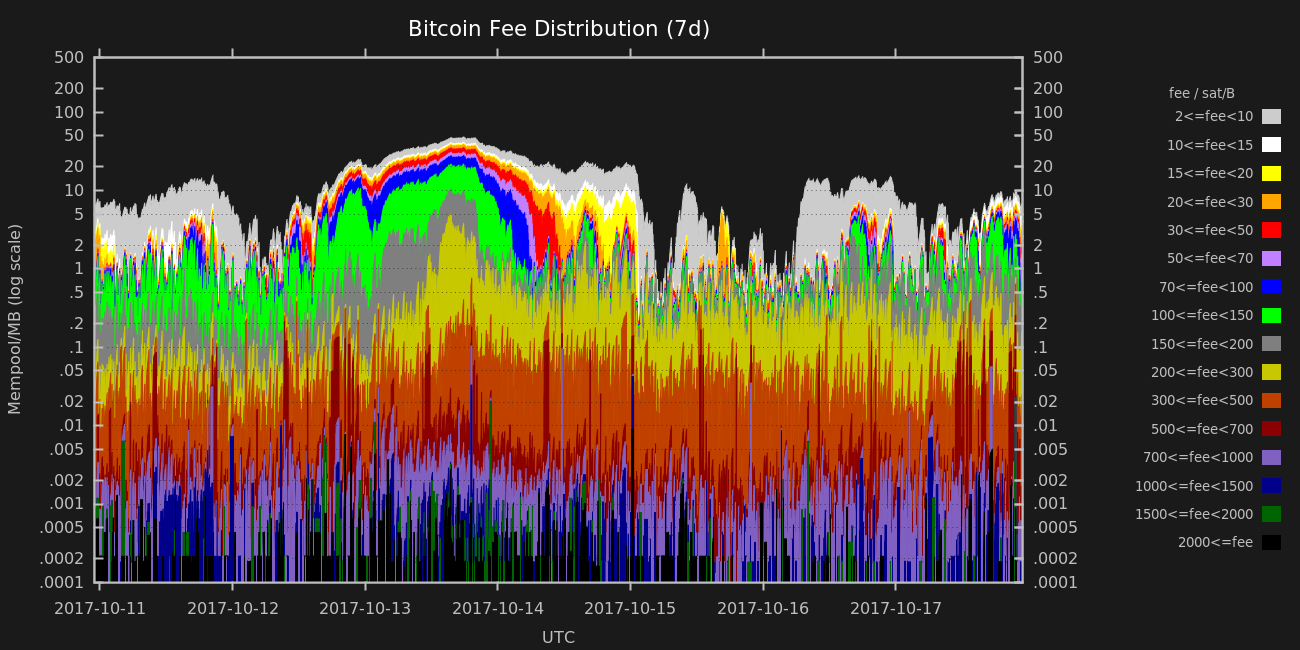 Bitcoin Fee Distribution (7d)
500 500
200 200
100 100
50 50
20 20
10 10
5 5
2 2
1 1
.5 .5
.2 .2
.1 .1
.05 .05
.02 .02
.01 .01
.005 .005
.002 .002
.001 .001
.0005 .0005
.0002 .0002
.0001 .0001
Mempool/MB (log scale)
2017-10-11 2017-10-12 2017-10-13 2017-10-14 2017-10-15 2017-10-16 2017-10-17
UTC
fee / sat/B
2<=fee<10
10<=fee<15
15<=fee<20
20<=fee<30
30<=fee<50
50<=fee<70
70<=fee<100
100<=fee<150
150<=fee<200
200<=fee<300
300<=fee<500
500<=fee<700
700<=fee<1000
1000<=fee<1500
1500<=fee<2000
2000<=fee